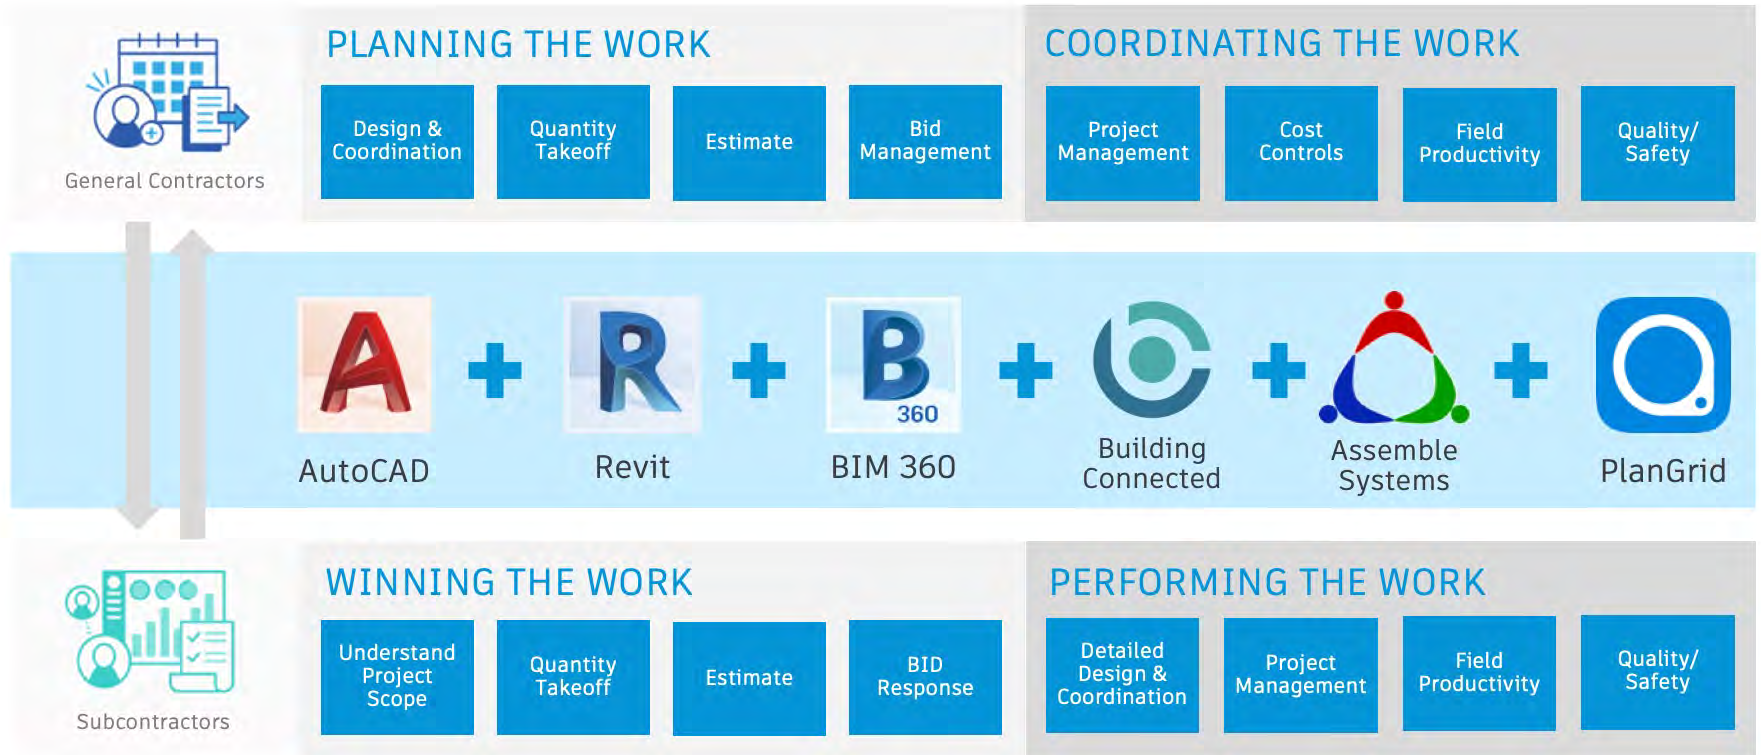 PLANNING THE WORK
COORDINATING THE WORK
Design &
Coordination
Quantity
Takeoff
Estimate
Bid
Management
Project
Management
Cost
Controls
Field
Productivity
Quality/
Safety
General Contractors
A
R
B
360
AutoCAD
Revit
BIM 360
Building
Connected
Assemble
Systems
PlanGrid
WINNING THE WORK
PERFORMING THE WORK
Understand
Project
Scope
Quantity
Takeoff
Estimate
BID
Response
Detailed
Design &
Coordination
Project
Management
Field
Productivity
Quality/
Safety
Subcontractors